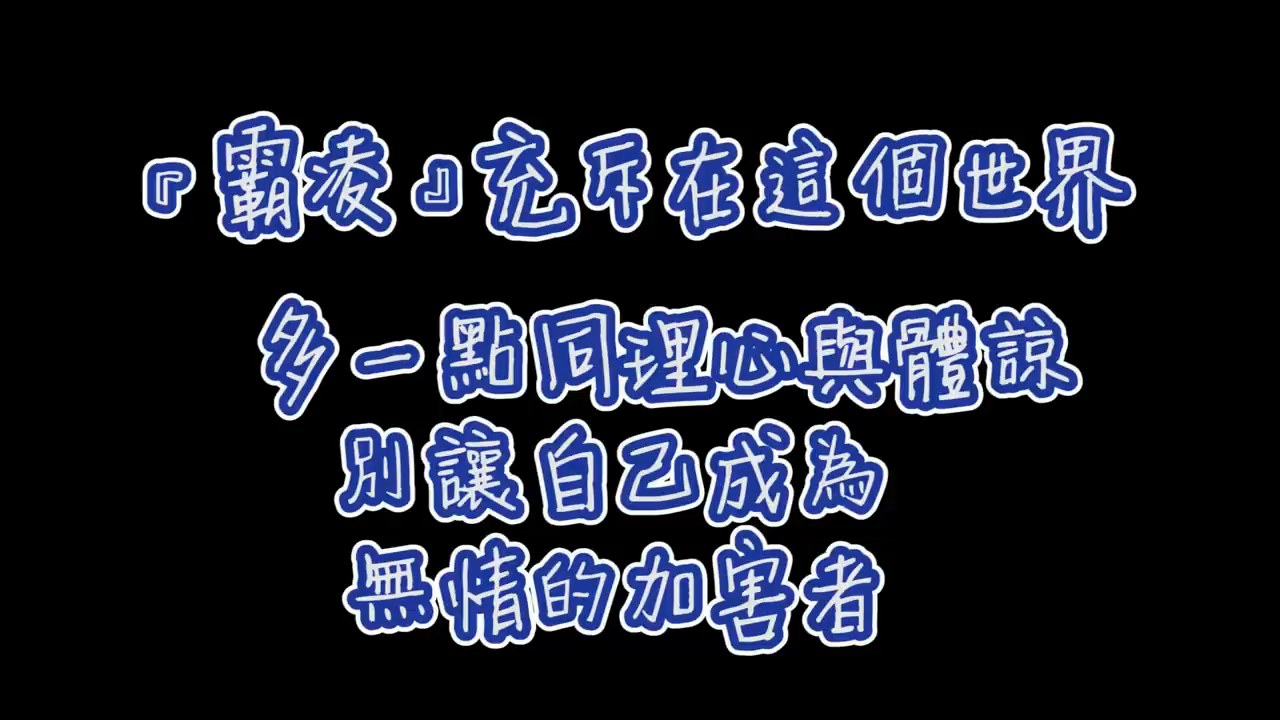 『霸凌』充斥在這個世界
多一點同理心與體諒
別讓自己成為
無情的加害者